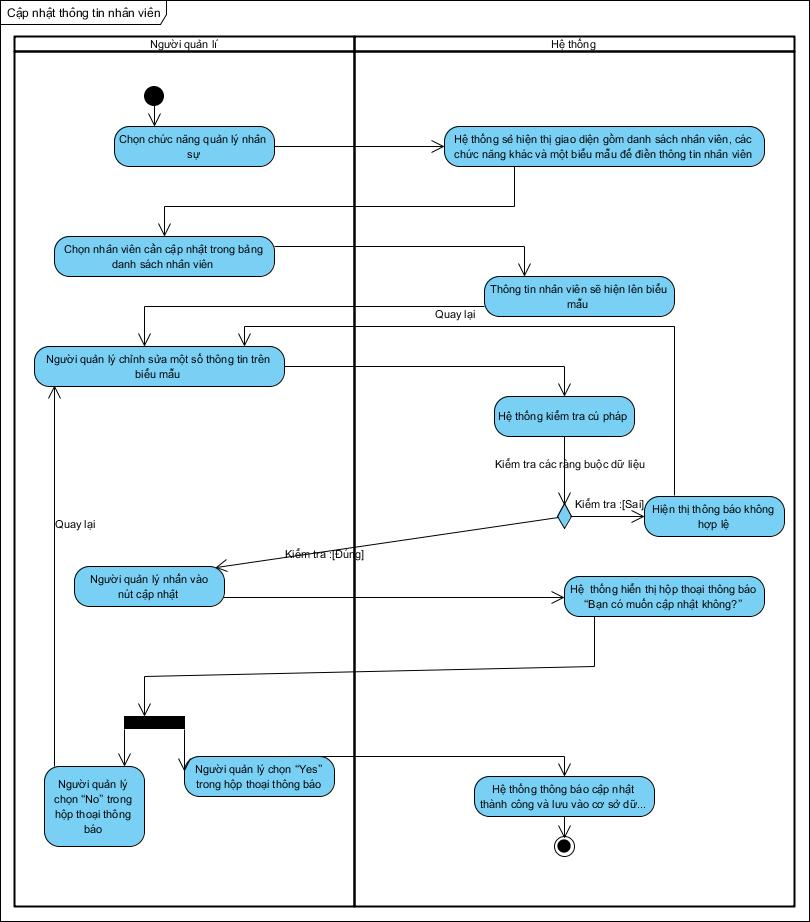 Cập nhật thông tin nhân viên
Người quản lí
Hệ thống
Chọn chức năng quản lý nhân
sự
Hệ thống sẻ hiện thị giao diện gồm danh sách nhân viên, các
chức năng khác và một biểu mẫu để điền thông tin nhân viên
Chọn nhân viên cần cập nhật trong bảng
danh sách nhân viên
Thông tin nhân viên sẽ hiện lên biểu
mẫu
Quay lại
Người quản lý chỉnh sửa một số thông tin trên
biểu mẫu
Hệ thống kiểm tra cú pháp
Kiểm tra các ràng buộc dữ liệu
Kiểm tra :[Sai]
Hiện thị thông báo không
hợp lệ
Quay lại
Kiểm tra :[Đúng]
Người quản lý nhấn vào
nút cập nhật
Hệ thống hiển thị hộp thoại thông báo
“Bạn có muốn cập nhật không?”
Người quản lý
chọn “No” trong
hộp thoại thông
báo
Người quản lý chọn “Yes”
trong hộp thoại thông báo
Hệ thống thông báo cập nhật
thành công và lưu vào cơ sở dữ...